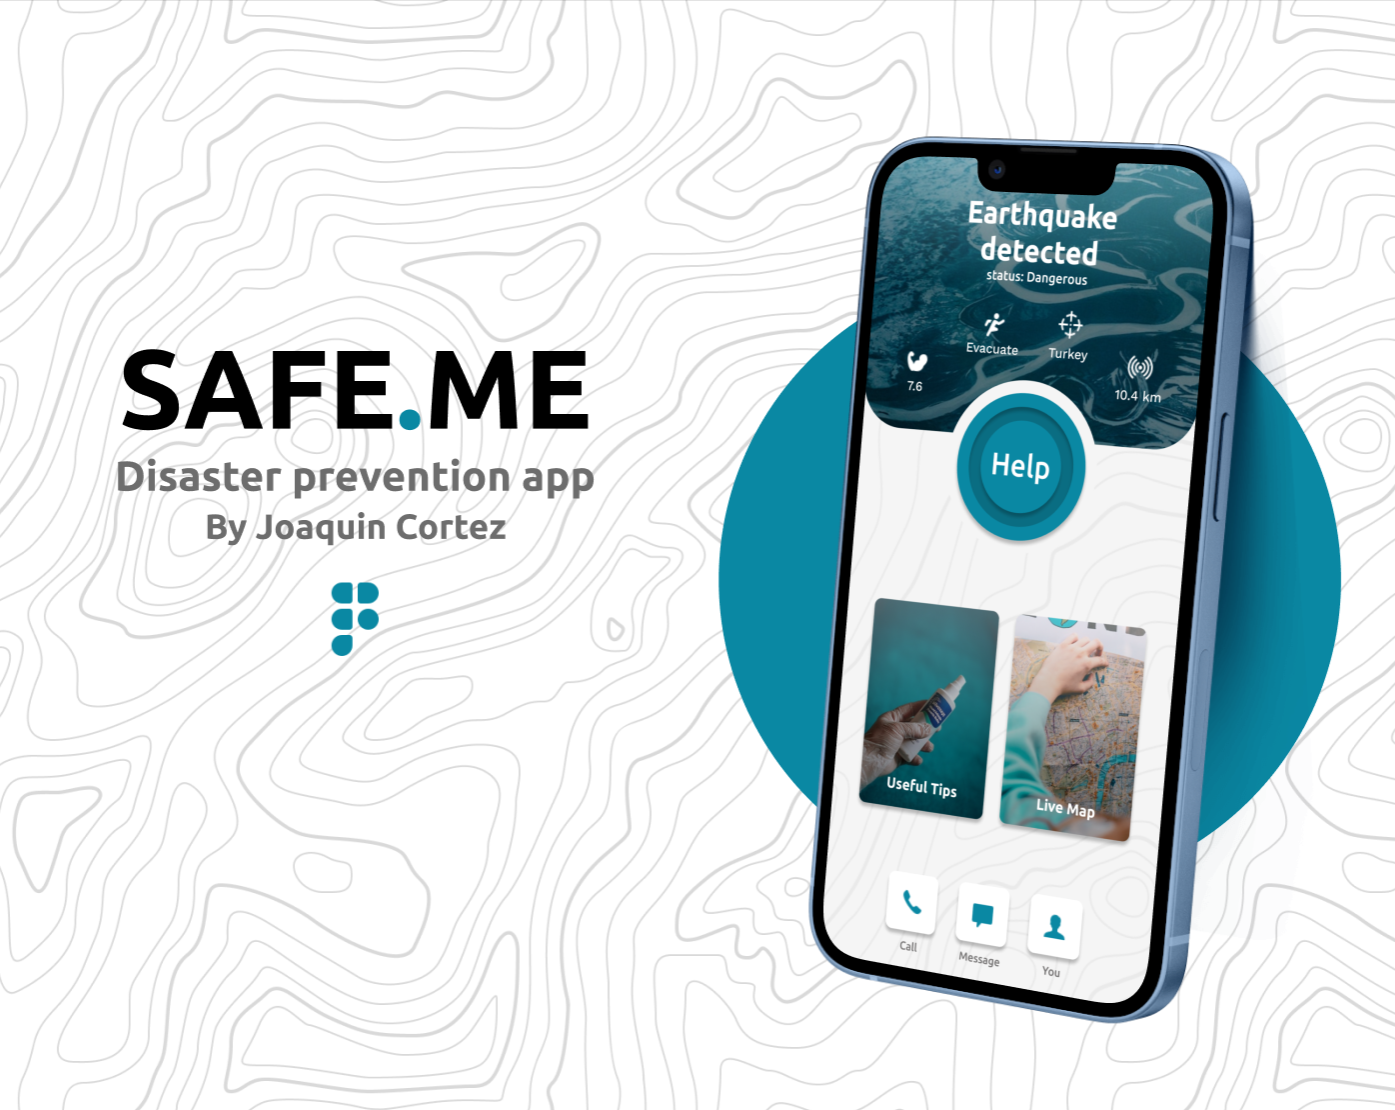 SAFE.ME
Disaster prevention app
By Joaquin Cortez
Earthquake
detected
status: Dangerous
Evacuate
Turkey
7.6
10.4 km
Help
Useful Tips
Live Map
Call
Message
You